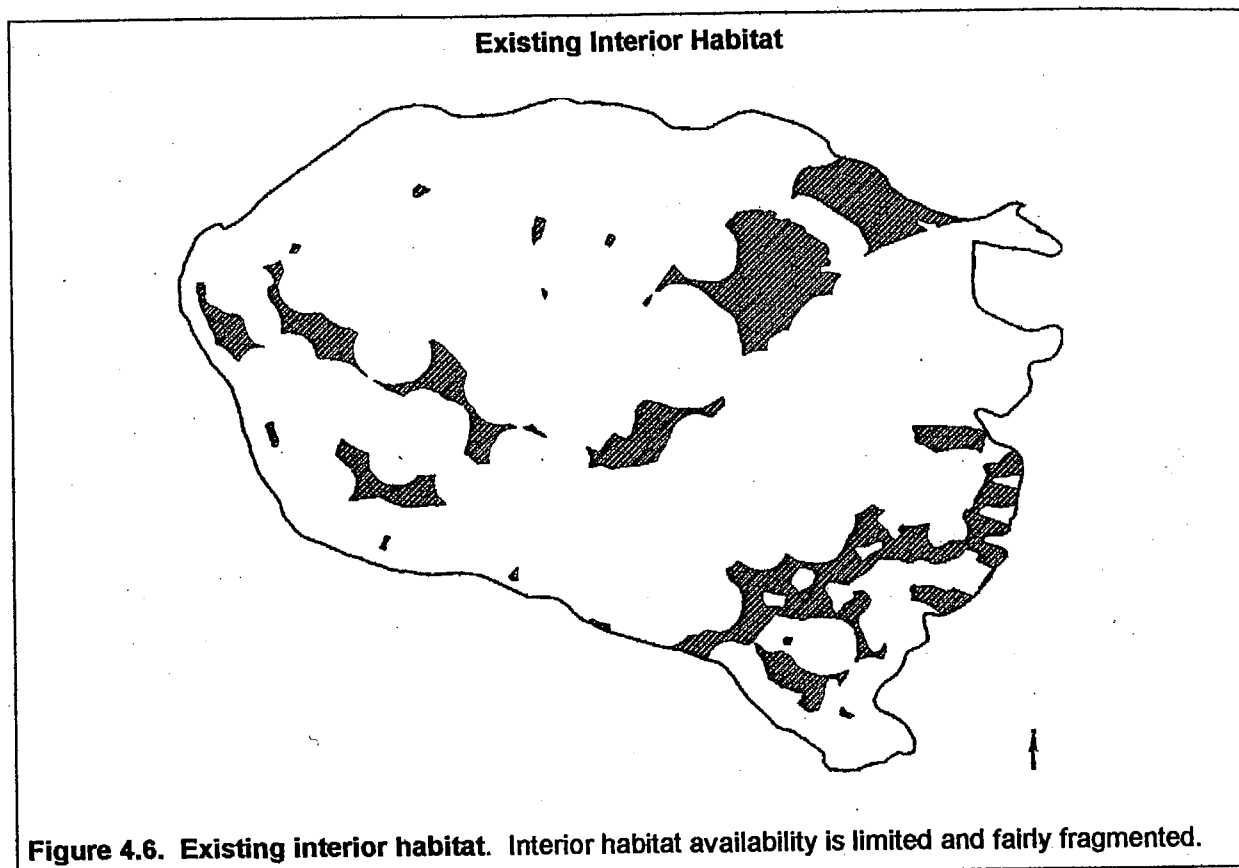 Existing Interior Habitat
Figure 4.6. Existing interior habitat. Interior habitat availability is limited and fairly fragmented.